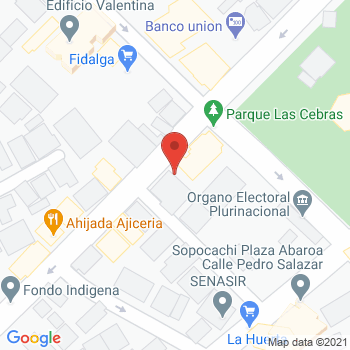 Edificio Valentina
Banco union
Fidalga
Parque Las Cebras
Organo Electoral
Plurinacional
Ahijada Ajiceria
Sopocachi Plaza Abaroa
Calle Pedro Salazar
SENASIR
Fondo Indigena
La Hue
Google
Map data ©2021